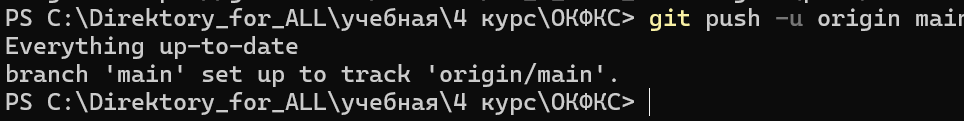 PS C:\Direktory_for_ALL\учебная\4 курс\ОКФКС> git push -u origin main
Everything up-to-date
branch 'main' set up to track 'origin/main'.
PS C:\Direktory_for_ALL\учебная\4 курс\ОКФКС>